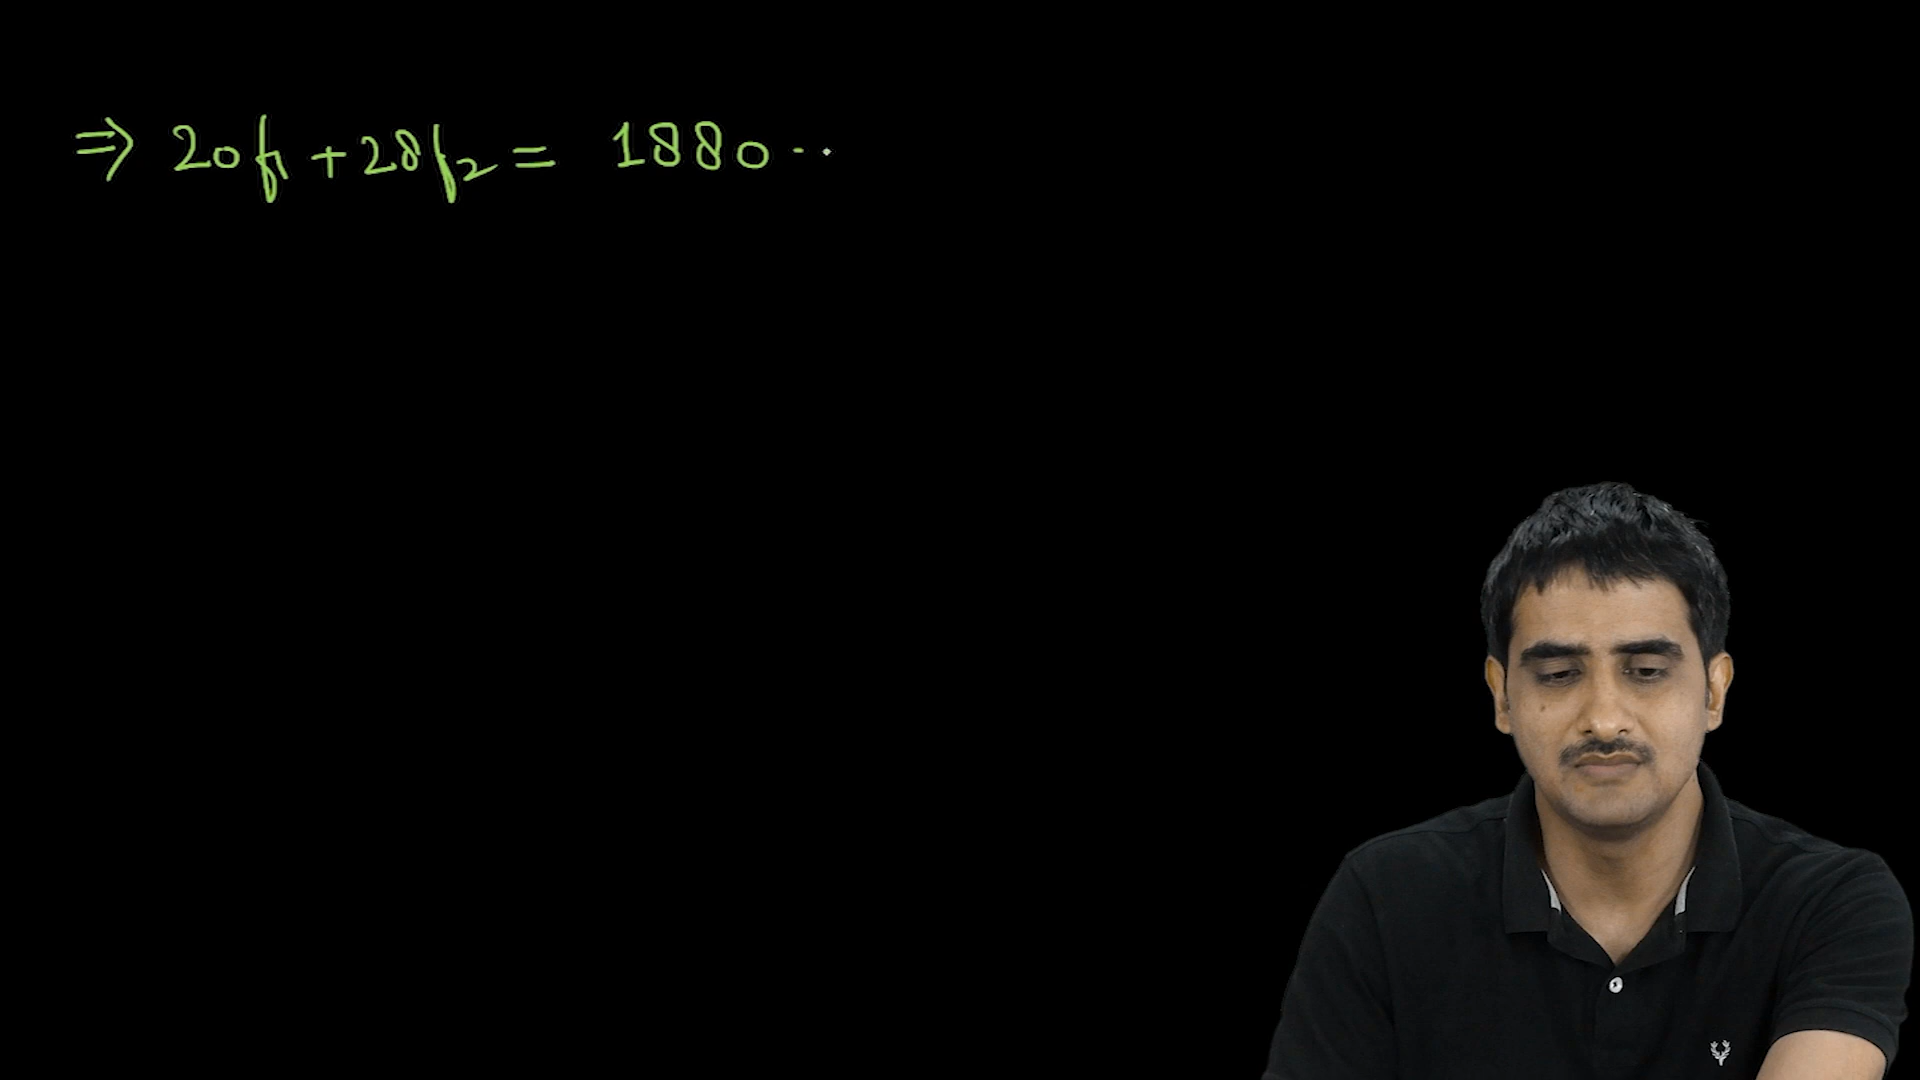 ⇒ 20f₁ + 28f₂ = 1880 ..